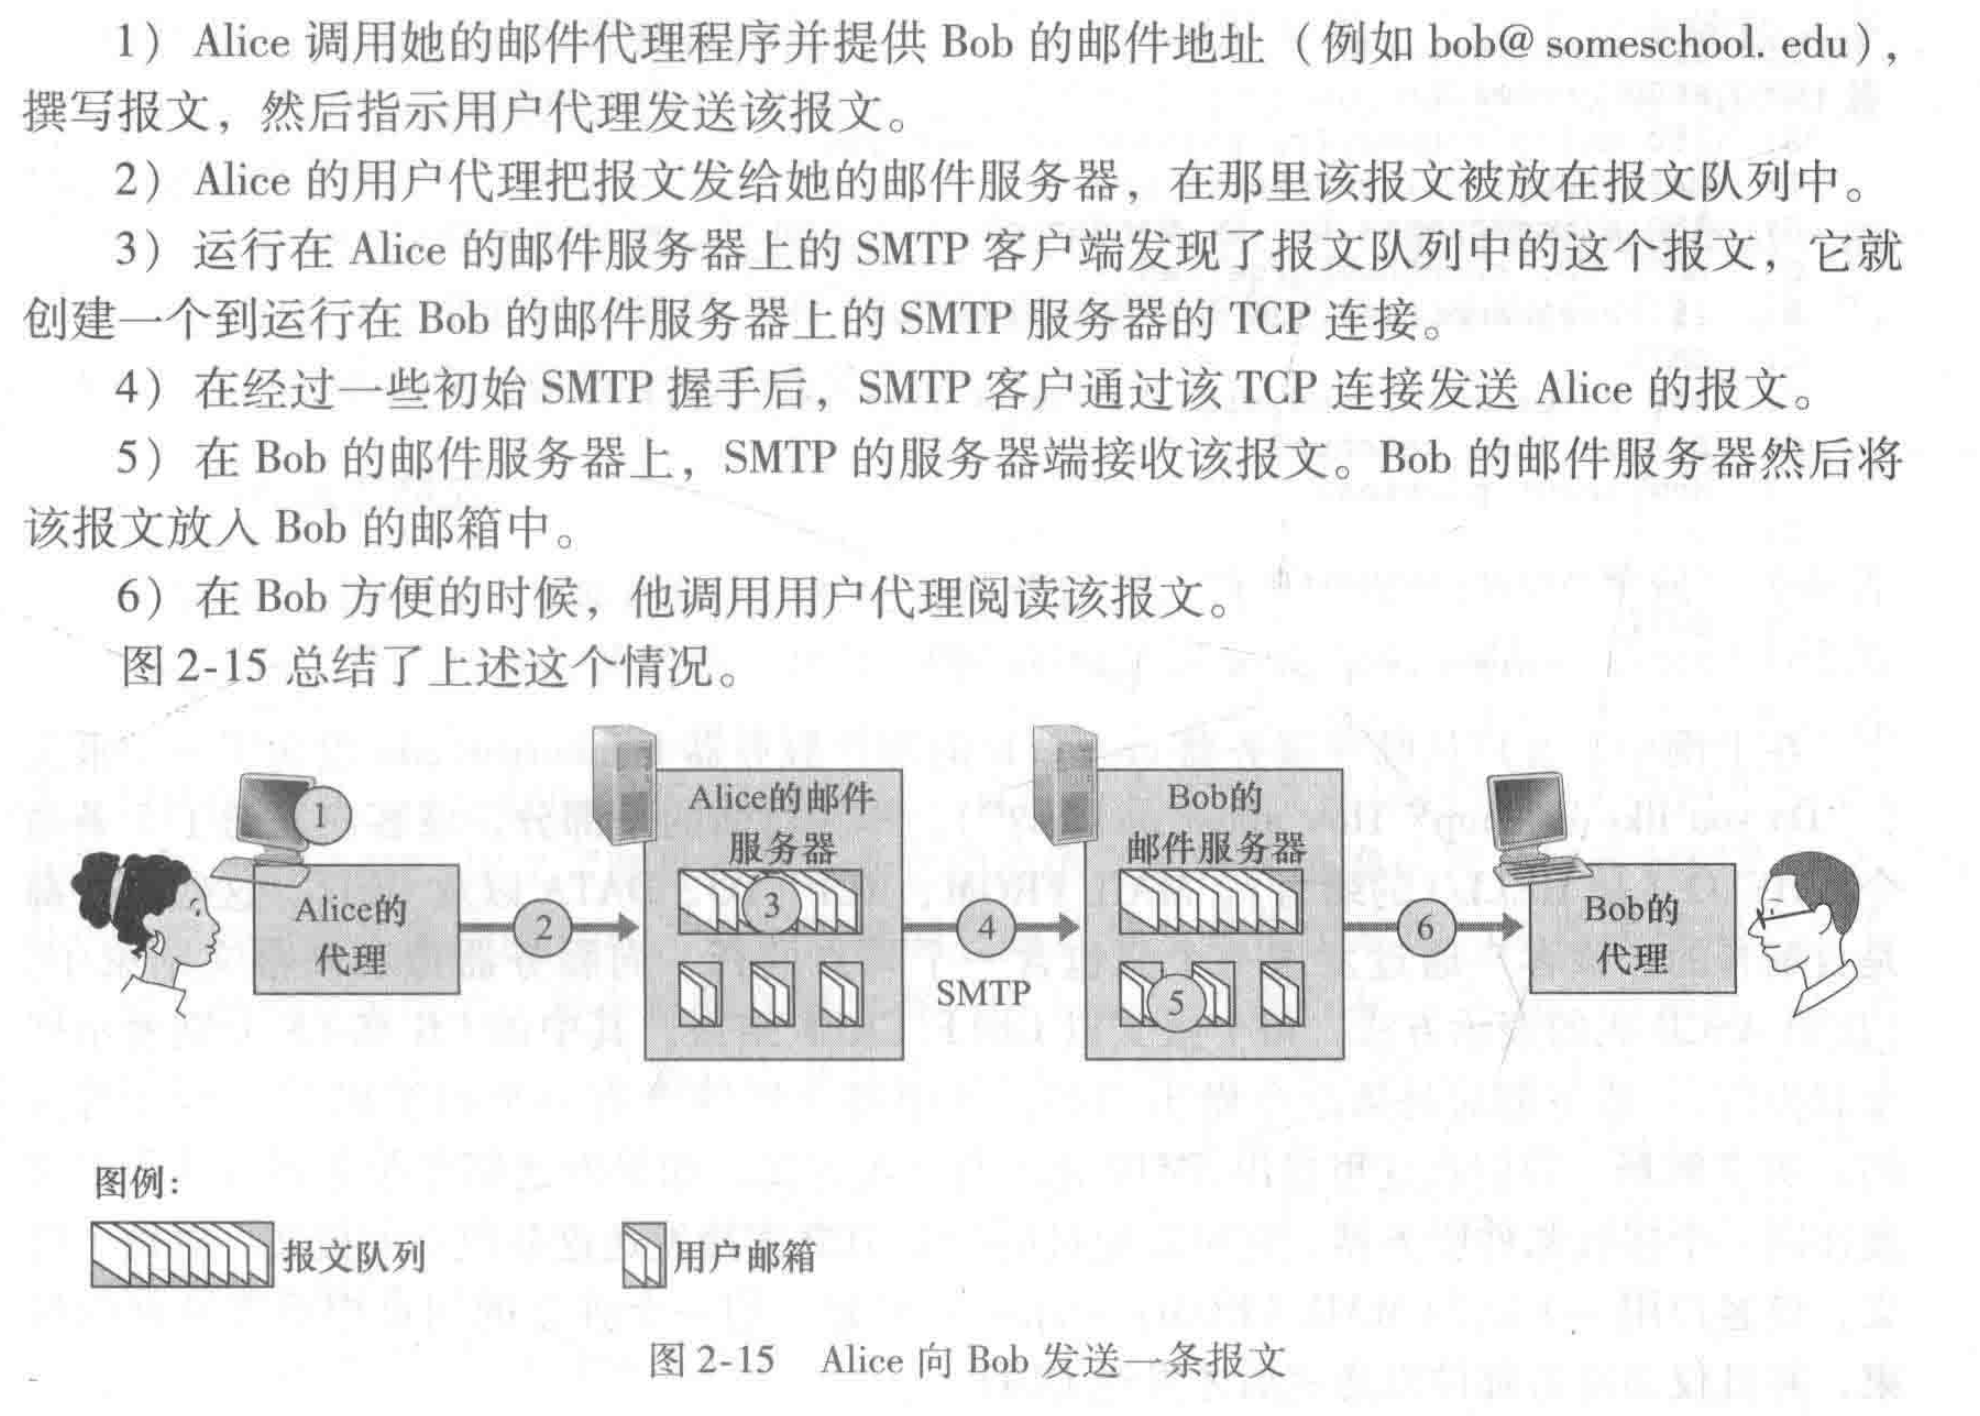 1）Alice 调用她的邮件代理程序并提供 Bob 的邮件地址（例如 bob@ someschool. edu），
撰写报文，然后指示用户代理发送该报文。
2）Alice 的用户代理把报文发给她的邮件服务器，在那里该报文被放在报文队列中。
3）运行在 Alice 的邮件服务器上的 SMTP 客户端发现了报文队列中的这个报文，它就
创建一个到运行在 Bob 的邮件服务器上的 SMTP 服务器的 TCP 连接。
4）在经过一些初始 SMTP 握手后，SMTP 客户通过该 TCP 连接发送 Alice 的报文。
5）在 Bob 的邮件服务器上，SMTP 的服务器端接收该报文。Bob 的邮件服务器然后将
该报文放入 Bob 的邮箱中。
6）在 Bob 方便的时候，他调用用户代理阅读该报文。
图 2-15 总结了上述这个情况。
1
Alice的
代理
2
Alice的邮件
服务器
3
4
SMTP
Bob的
邮件服务器
5
6
Bob的
代理
图例：
报文队列
用户邮箱
图 2-15 Alice 向 Bob 发送一条报文